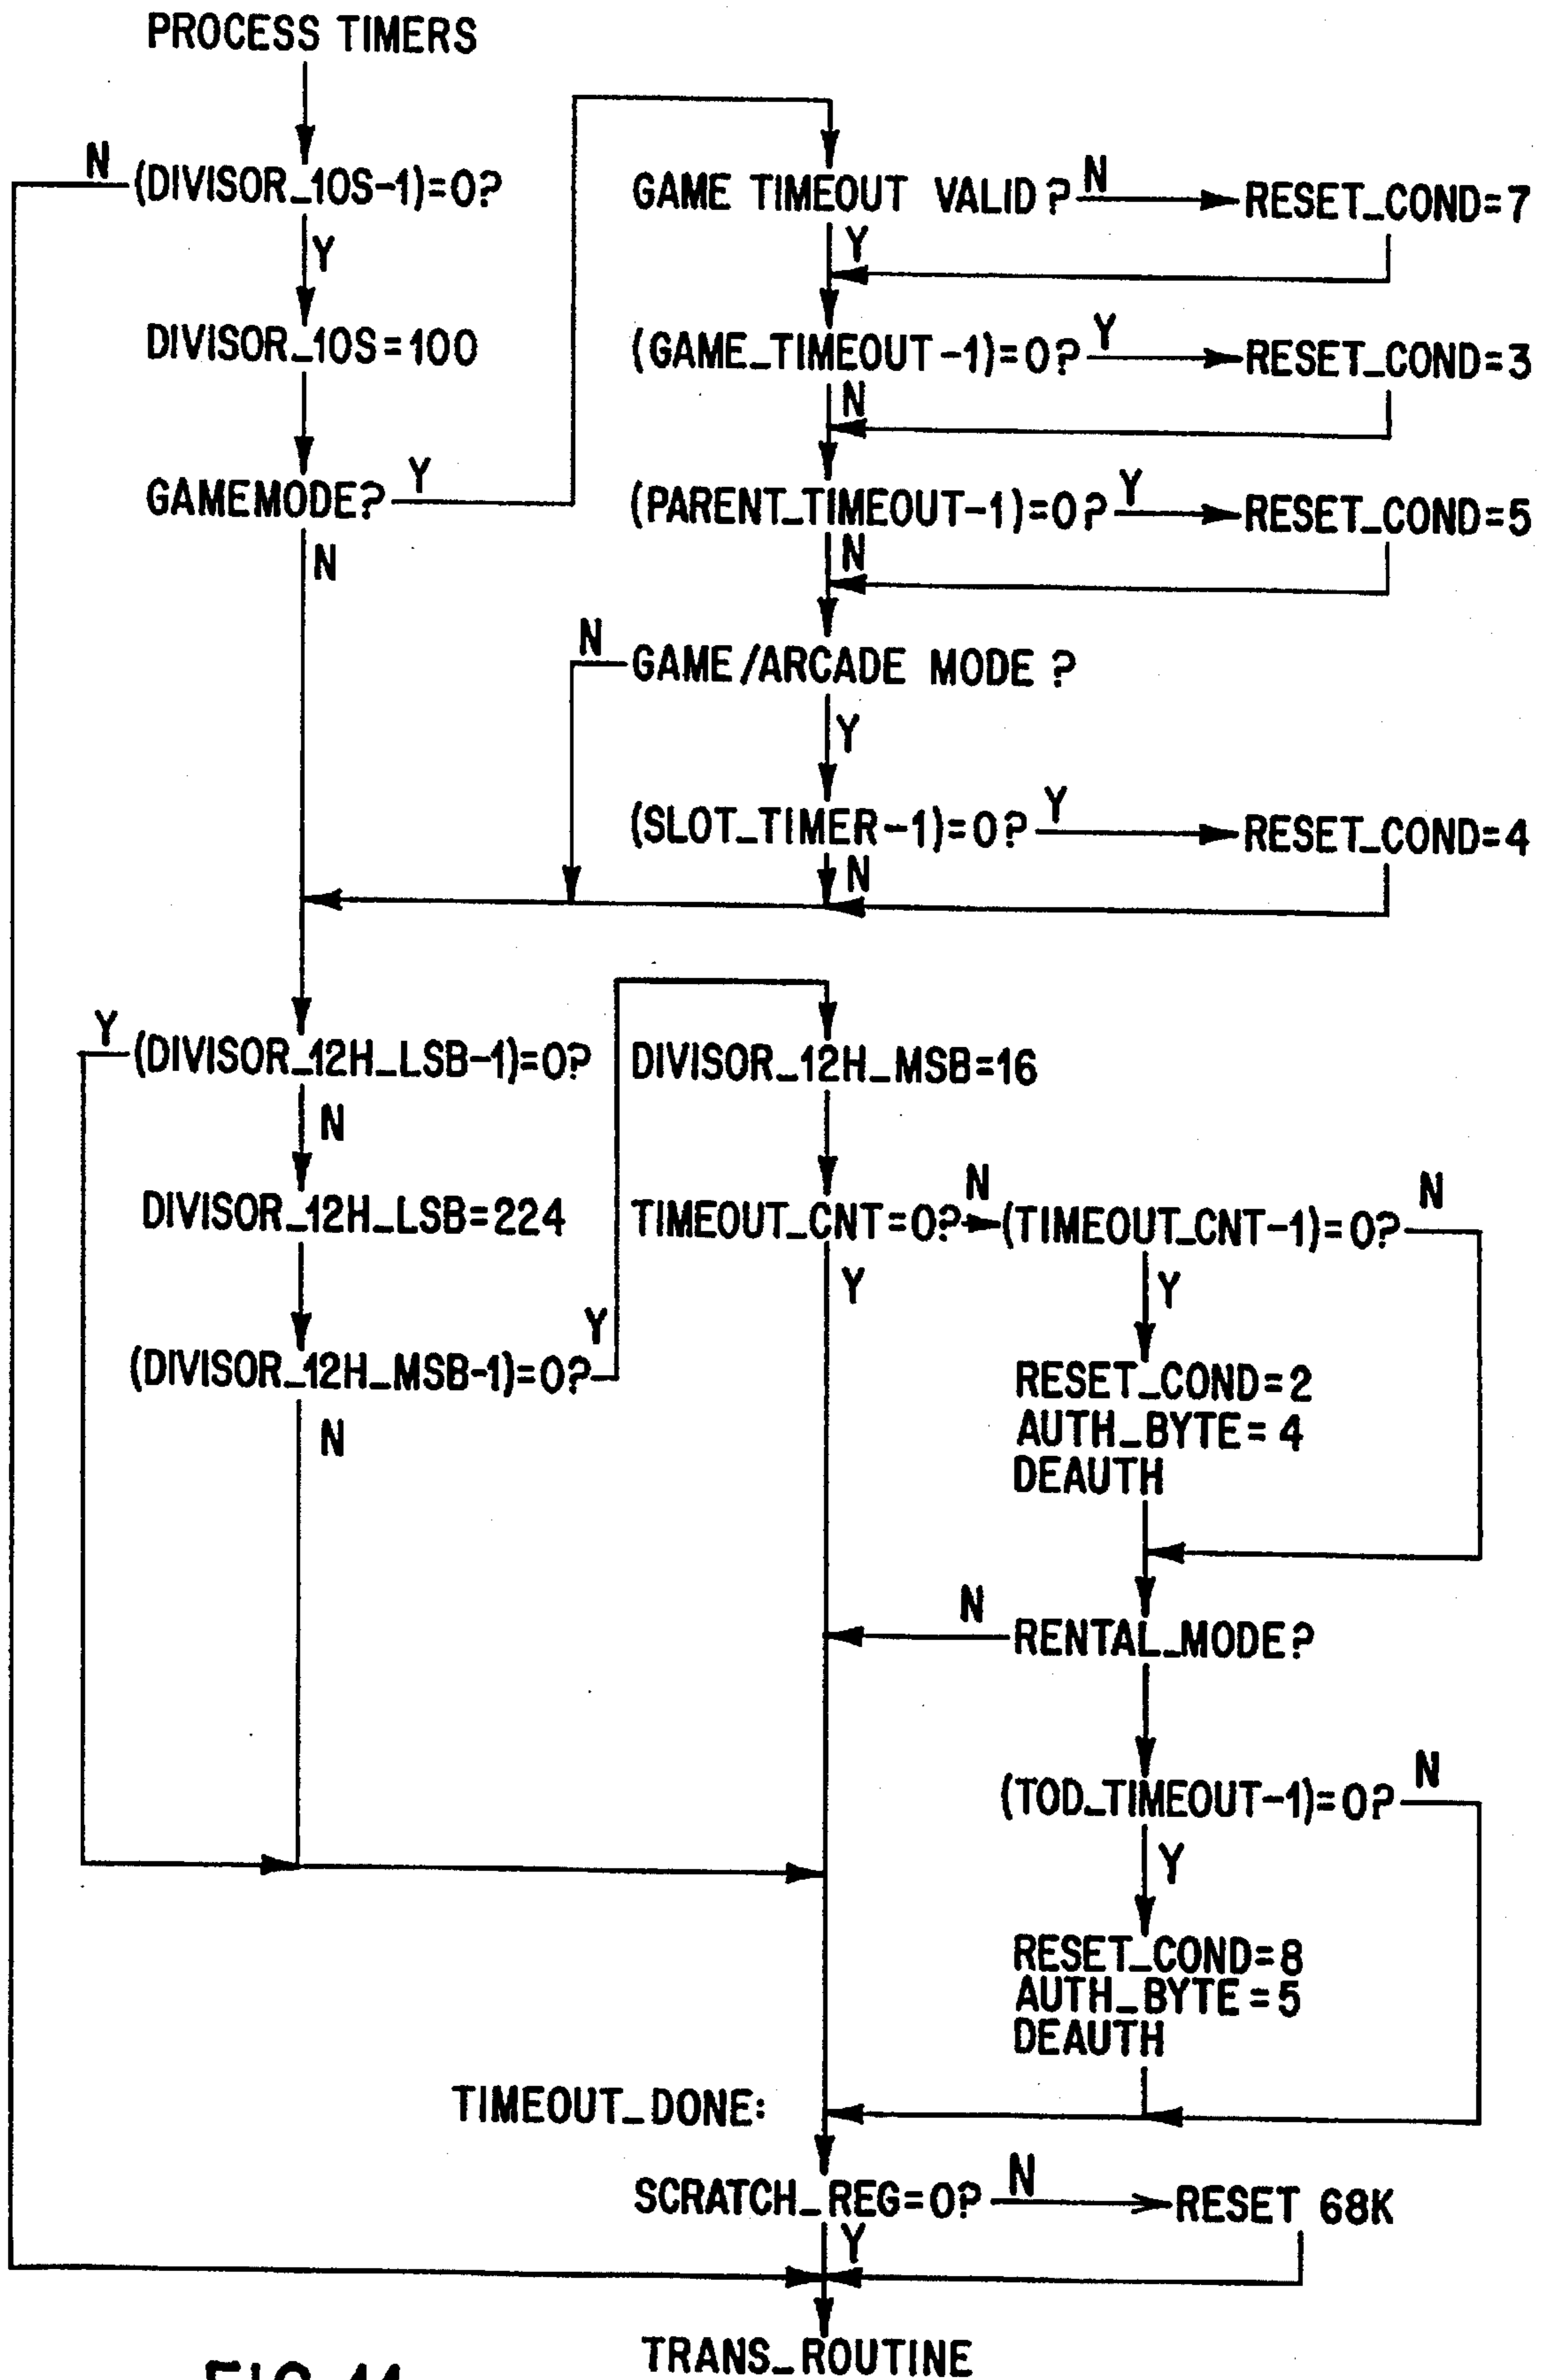 PROCESS TIMERS
N
(DIVISOR_10S-1)=0?
Y
DIVISOR_10S=100
GAMEMODE?
Y
N
GAME TIMEOUT VALID?
N
RESET_COND=7
Y
(GAME_TIMEOUT-1)=0?
Y
RESET_COND=3
N
(PARENT_TIMEOUT-1)=0?
Y
RESET_COND=5
N
N
GAME/ARCADE MODE ?
Y
(SLOT_TIMER-1)=0?
Y
RESET_COND=4
N
Y
(DIVISOR_12H_LSB-1)=0?
N
DIVISOR_12H_LSB=224
(DIVISOR_12H_MSB-1)=0?
Y
N
DIVISOR_12H_MSB=16
TIMEOUT_CNT=0?
N
(TIMEOUT_CNT-1)=0?
N
Y
Y
RESET_COND=2
AUTH_BYTE=4
DEAUTH
N
RENTAL_MODE?
(TOD_TIMEOUT-1)=0?
N
Y
RESET_COND=8
AUTH_BYTE=5
DEAUTH
TIMEOUT_DONE:
SCRATCH_REG=0?
N
RESET 68K
Y
TRANS_ROUTINE